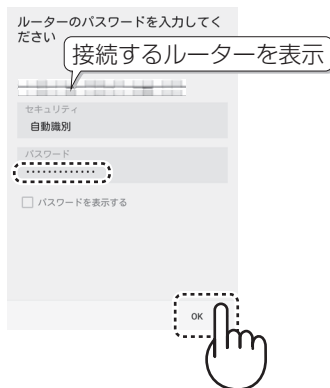 ルーターのパスワードを入力してく
ださい
接続するルーターを表示
セキュリティ
自動識別
パスワード
•••••••••••••
パスワードを表示する
OK